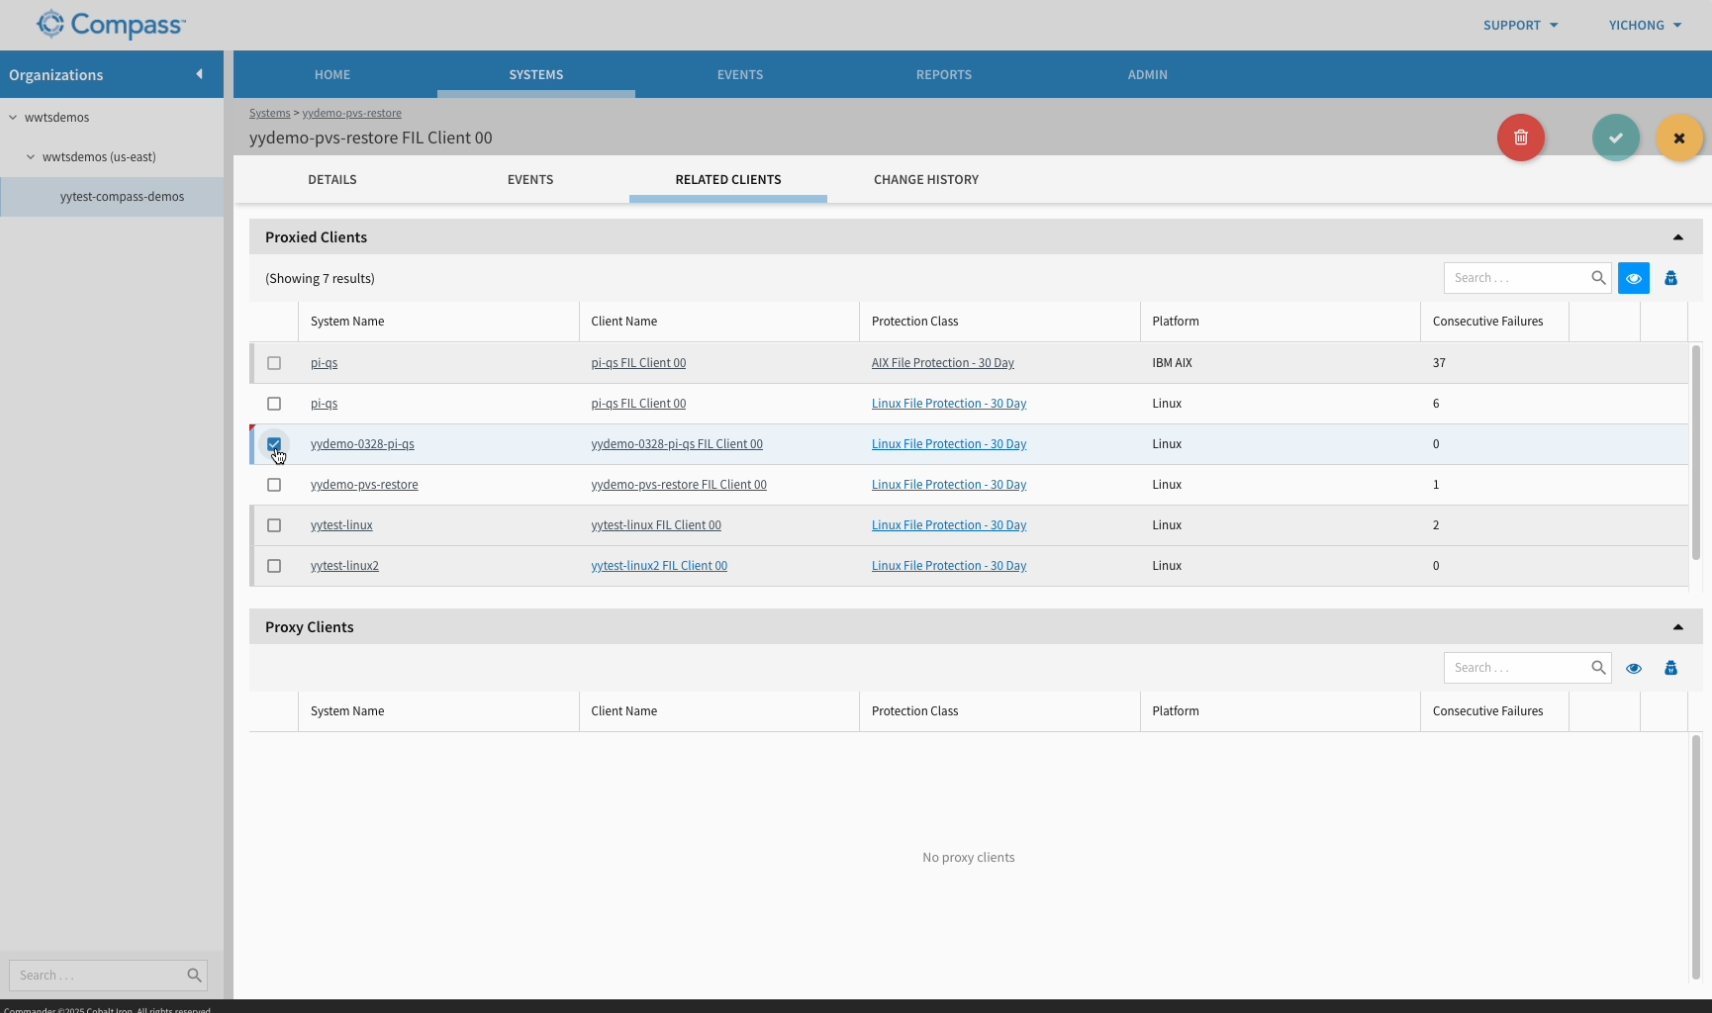 Compass™
SUPPORT
YICHONG
Organizations
HOME
SYSTEMS
EVENTS
REPORTS
ADMIN
wwtsdemos
wwtsdemos (us-east)
yytest-compass-demos
Systems > yydemo-pvs-restore
yydemo-pvs-restore FIL Client 00
DETAILS
EVENTS
RELATED CLIENTS
CHANGE HISTORY
Proxied Clients
(Showing 7 results)
Search . . .
System Name Client Name Protection Class Platform Consecutive Failures
pi-qs pi-qs FIL Client 00 AIX File Protection - 30 Day IBM AIX 37
pi-qs pi-qs FIL Client 00 Linux File Protection - 30 Day Linux 6
yydemo-0328-pi-qs yydemo-0328-pi-qs FIL Client 00 Linux File Protection - 30 Day Linux 0
yydemo-pvs-restore yydemo-pvs-restore FIL Client 00 Linux File Protection - 30 Day Linux 1
yytest-linux yytest-linux FIL Client 00 Linux File Protection - 30 Day Linux 2
yytest-linux2 yytest-linux2 FIL Client 00 Linux File Protection - 30 Day Linux 0
Proxy Clients
Search . . .
System Name Client Name Protection Class Platform Consecutive Failures
No proxy clients
Search . . .
Commander ©2025 Cobalt Iron. All rights reserved.